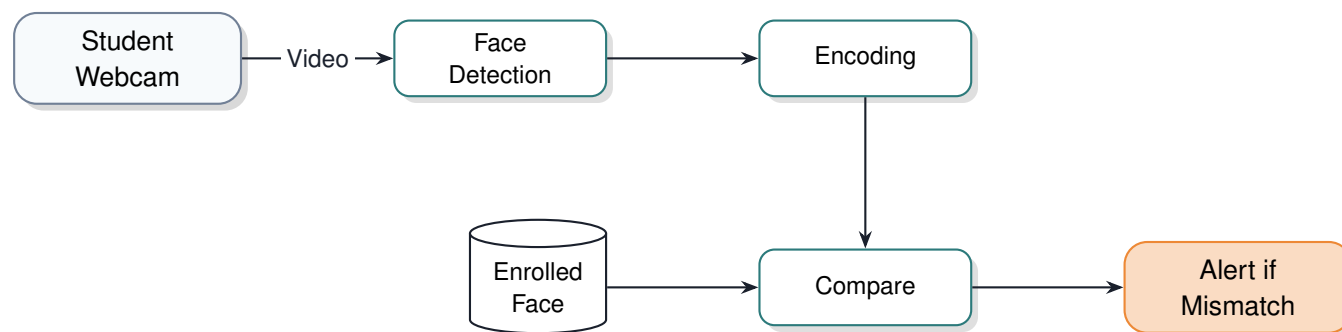 Student
Webcam
Video
Face
Detection
Encoding
Enrolled
Face
Compare
Alert if
Mismatch